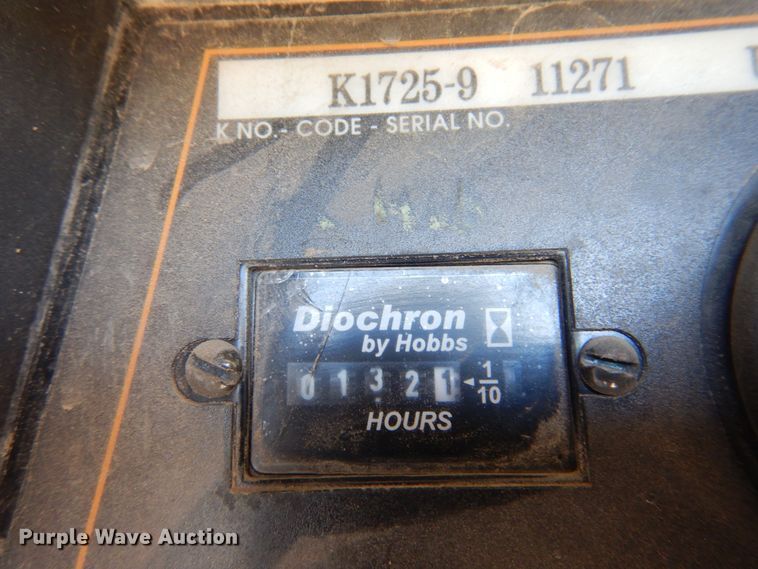 K1725-9 11271 U
K NO.- CODE - SERIAL NO.
Diochron
by Hobbs
0 1 3 2 1 ◄ 1/10
HOURS
Purple Wave Auction